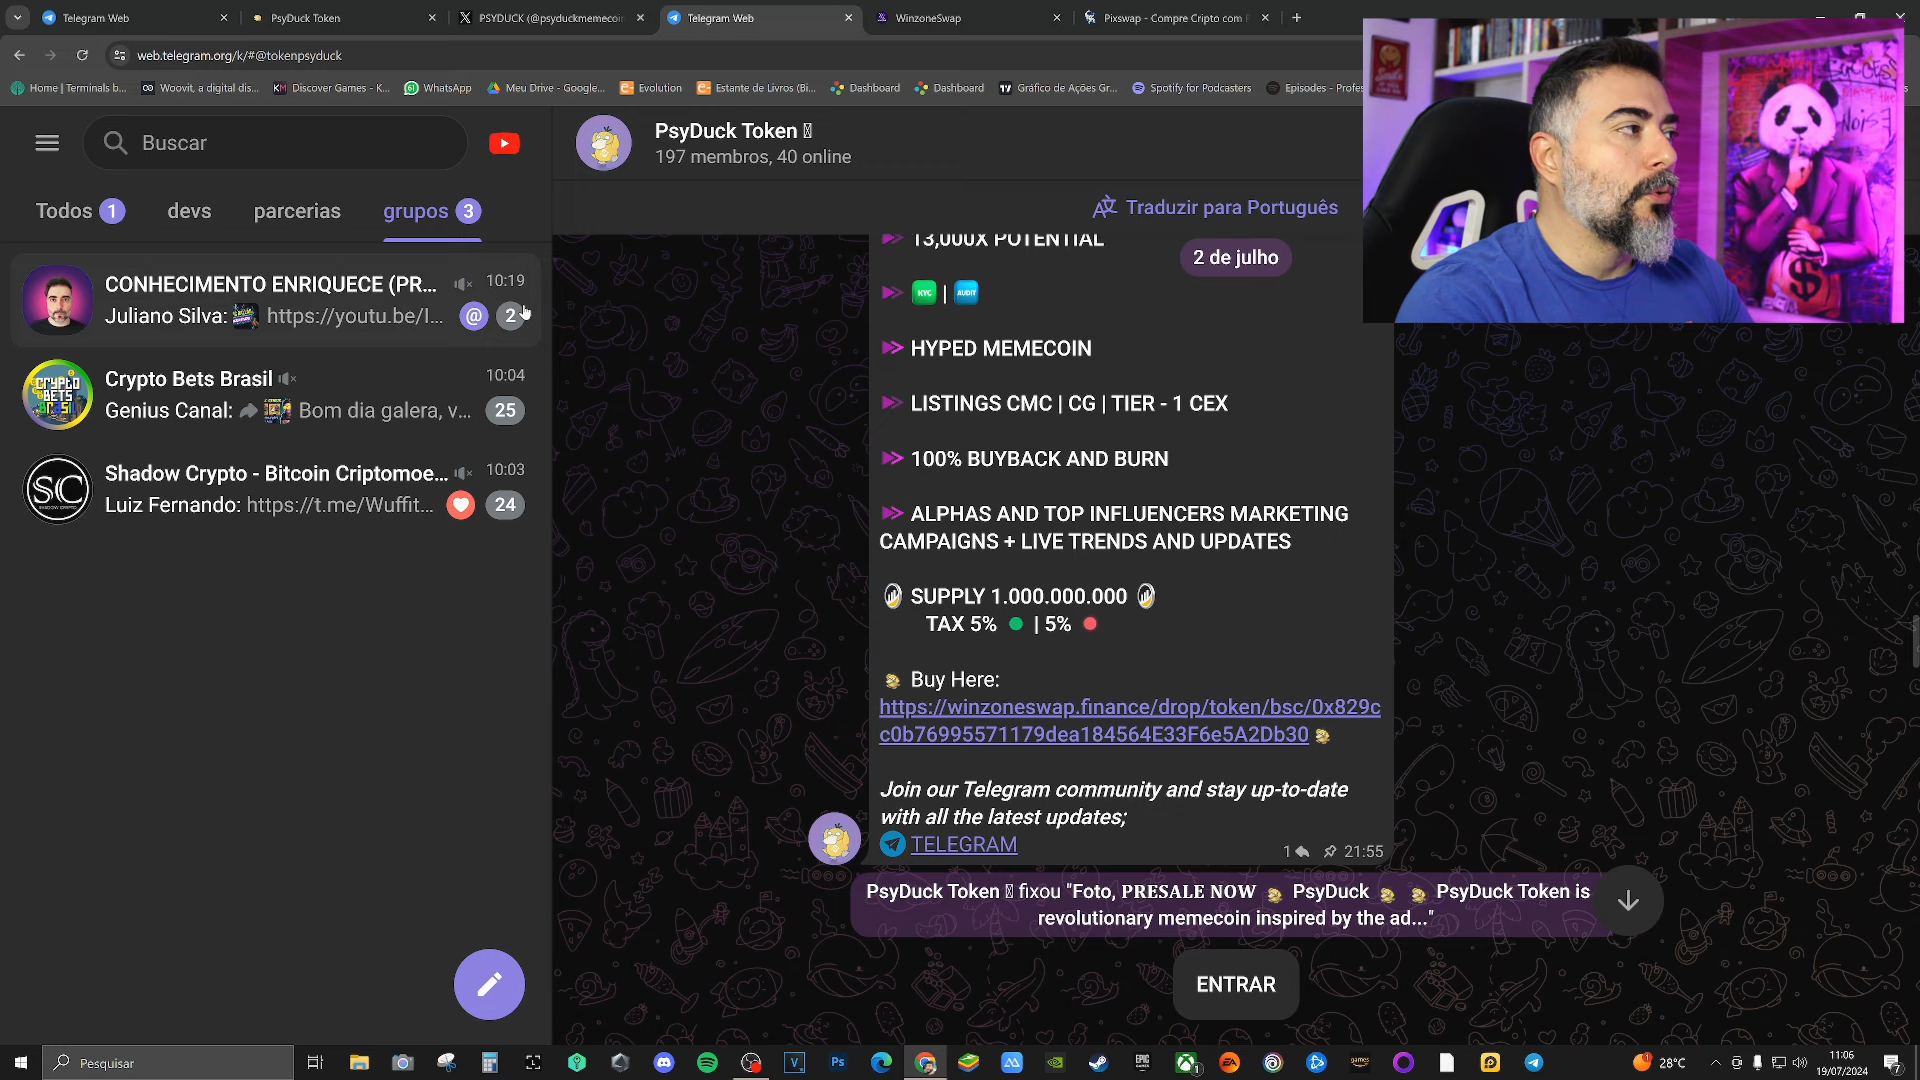 Telegram Web
PsyDuck Token
PSYDUCK (@psyduckmemecoin
Telegram Web
WinzoneSwap
Pixswap - Compre Cripto com P
web.telegram.org/k/#@tokenpsyduck
Home | Terminals b...
Woovit, a digital dis...
Discover Games - K...
WhatsApp
Meu Drive - Google...
Evolution
Estante de Livros (Bi...
Dashboard
Dashboard
Gráfico de Ações Gr...
Spotify for Podcasters
Episodes - Profes
Buscar
PsyDuck Token
197 membros, 40 online
Todos 1
devs
parcerias
grupos 3
Traduzir para Português
CONHECIMENTO ENRIQUECE (PR...
10:19
Juliano Silva: https://youtu.be/I...
@ 2
Crypto Bets Brasil
10:04
Genius Canal: Bom dia galera, v...
25
Shadow Crypto - Bitcoin Criptomoe...
10:03
Luiz Fernando: https://t.me/Wuffit...
24
13,000X POTENTIAL
2 de julho
KYC | AUDIT
HYPED MEMECOIN
LISTINGS CMC | CG | TIER - 1 CEX
100% BUYBACK AND BURN
ALPHAS AND TOP INFLUENCERS MARKETING
CAMPAIGNS + LIVE TRENDS AND UPDATES
SUPPLY 1.000.000.000
TAX 5% | 5%
Buy Here:
https://winzoneswap.finance/drop/token/bsc/0x829c
c0b76995571179dea184564E33F6e5A2Db30
Join our Telegram community and stay up-to-date
with all the latest updates;
TELEGRAM
1 21:55
PsyDuck Token fixou "Foto, PRESALE NOW PsyDuck PsyDuck Token is
revolutionary memecoin inspired by the ad..."
ENTRAR
Pesquisar
28°C
11:06
19/07/2024